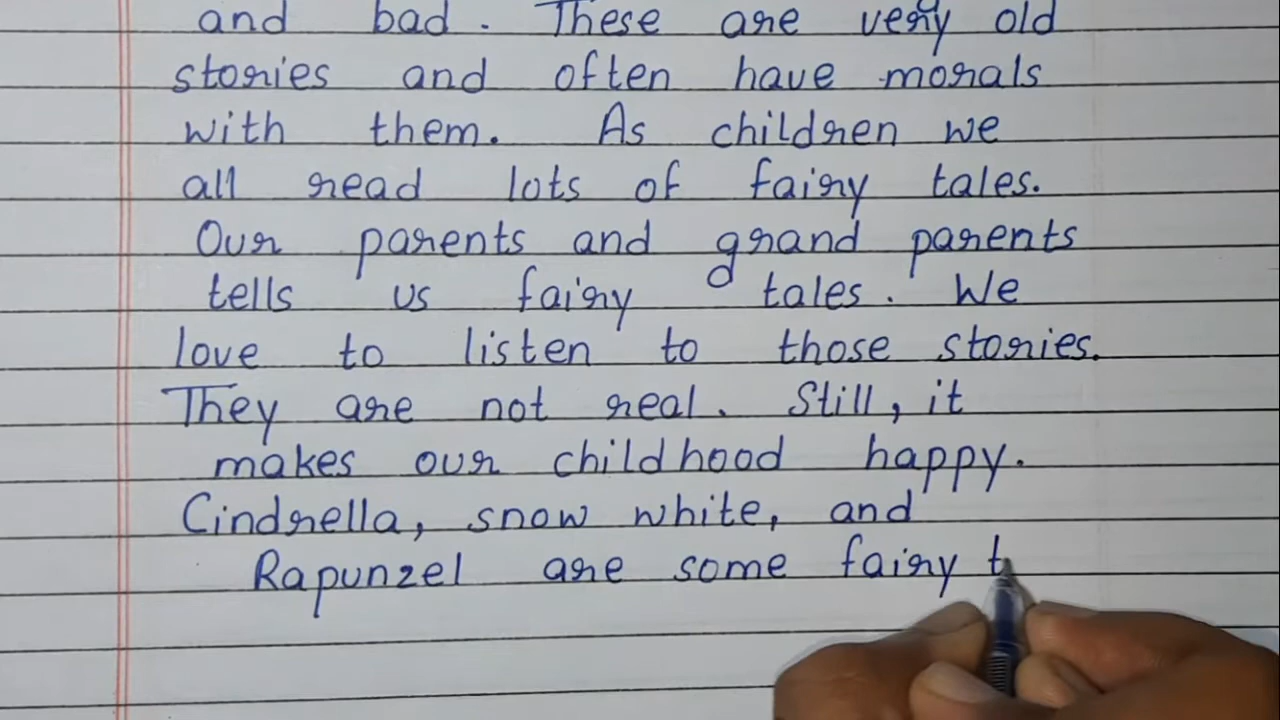 and bad. These are very old
stories and often have morals
with them. As children we
all read lots of fairy tales.
Our parents and grand parents
tells us fairy tales. We
love to listen to those stories.
They are not real. Still, it
makes our childhood happy.
Cindrella, snow white, and
Rapunzel are some fairy t